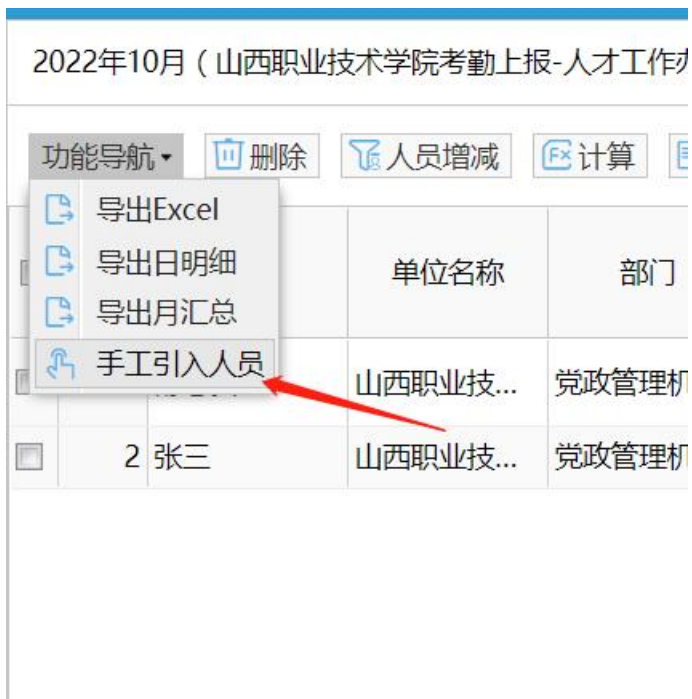 2022年10月（山西职业技术学院考勤上报-人才工作
功能导航 删除 人员增减 计算
导出Excel
导出日明细
导出月汇总
手工引入人员
单位名称 部门
山西职业技... 党政管理机
2 张三 山西职业技... 党政管理机